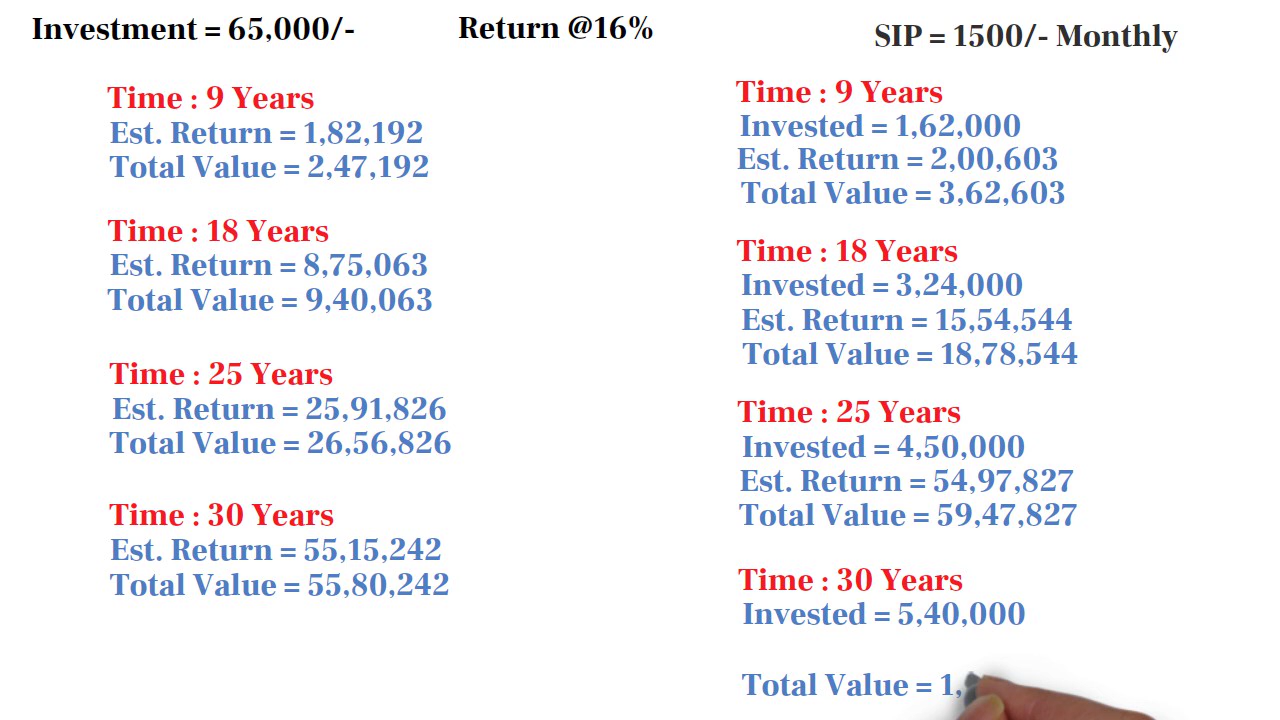 Investment = 65,000/-
Return @16%
SIP = 1500/- Monthly
Time : 9 Years
Est. Return = 1,82,192
Total Value = 2,47,192
Time : 18 Years
Est. Return = 8,75,063
Total Value = 9,40,063
Time : 25 Years
Est. Return = 25,91,826
Total Value = 26,56,826
Time : 30 Years
Est. Return = 55,15,242
Total Value = 55,80,242
Time : 9 Years
Invested = 1,62,000
Est. Return = 2,00,603
Total Value = 3,62,603
Time : 18 Years
Invested = 3,24,000
Est. Return = 15,54,544
Total Value = 18,78,544
Time : 25 Years
Invested = 4,50,000
Est. Return = 54,97,827
Total Value = 59,47,827
Time : 30 Years
Invested = 5,40,000
Total Value = 1,